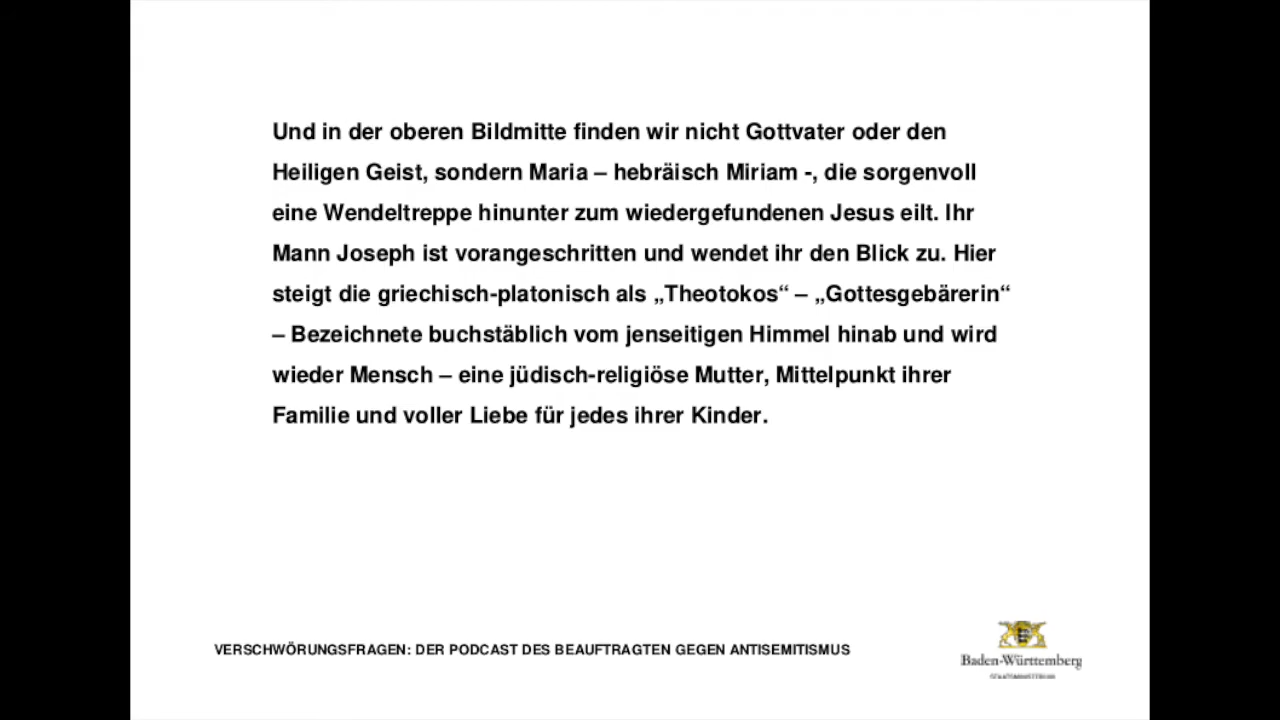 Und in der oberen Bildmitte finden wir nicht Gottvater oder den
Heiligen Geist, sondern Maria – hebräisch Miriam -, die sorgenvoll
eine Wendeltreppe hinunter zum wiedergefundenen Jesus eilt. Ihr
Mann Joseph ist vorangeschritten und wendet ihr den Blick zu. Hier
steigt die griechisch-platonisch als „Theotokos“ – „Gottesgebärerin“
– Bezeichnete buchstäblich vom jenseitigen Himmel hinab und wird
wieder Mensch – eine jüdisch-religiöse Mutter, Mittelpunkt ihrer
Familie und voller Liebe für jedes ihrer Kinder.
VERSCHWÖRUNGSFRAGEN: DER PODCAST DES BEAUFTRAGTEN GEGEN ANTISEMITISMUS
Baden-Württemberg
STAATSMINISTERIUM